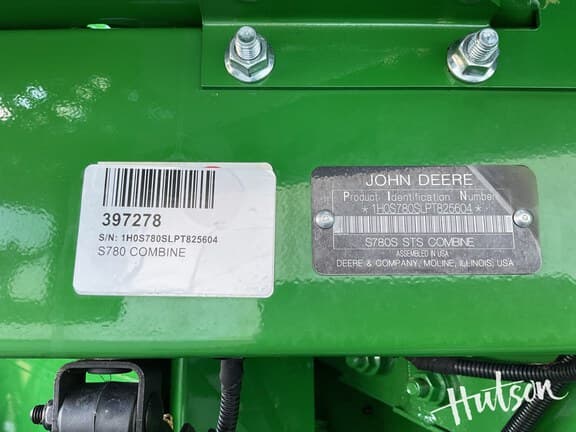 397278
S/N: 1H0S780SLPT825604
S780 COMBINE
JOHN DEERE
Product Identification Number
*1H0S780SLPT825604*
S780S STS COMBINE
ASSEMBLED IN USA
DEERE & COMPANY, MOLINE, ILLINOIS, USA
Hutson